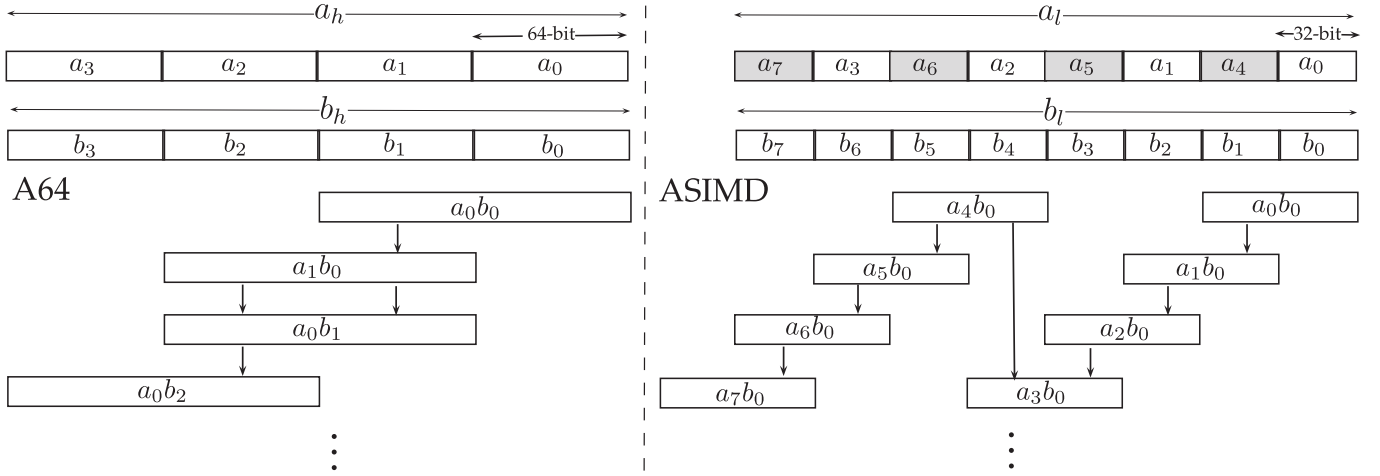 a_h
64-bit
a_3 a_2 a_1 a_0
b_h
b_3 b_2 b_1 b_0
A64
a_0b_0
a_1b_0
a_0b_1
a_0b_2
a_l
32-bit
a_7 a_3 a_6 a_2 a_5 a_1 a_4 a_0
b_l
b_7 b_6 b_5 b_4 b_3 b_2 b_1 b_0
ASIMD
a_4b_0 a_0b_0
a_5b_0 a_1b_0
a_6b_0 a_2b_0
a_7b_0 a_3b_0